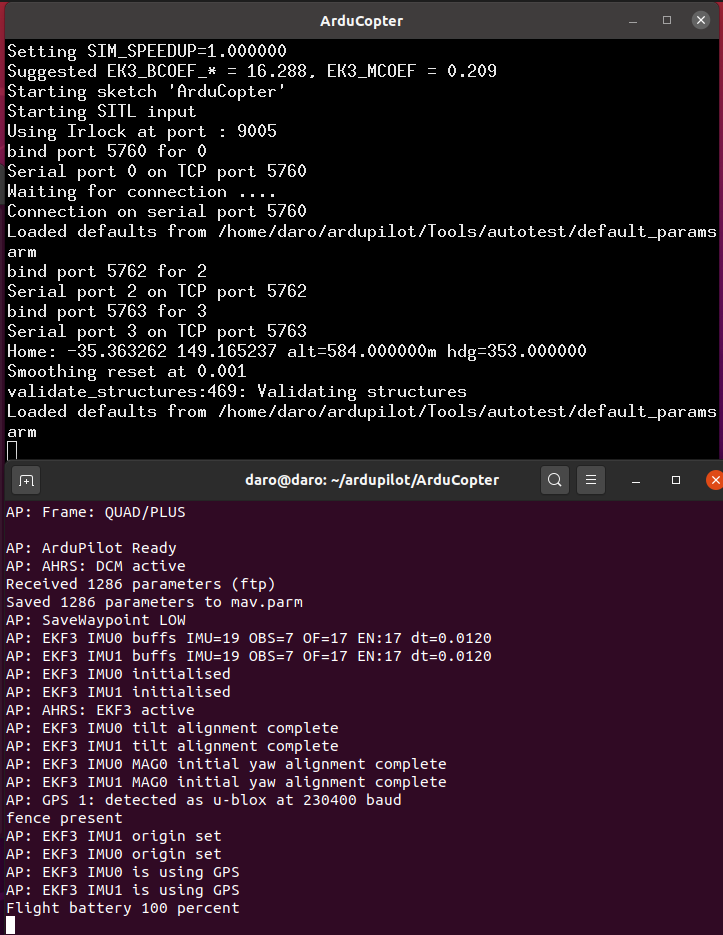 ArduCopter
Setting SIM_SPEEDUP=1.000000
Suggested EK3_BCOEF_* = 16.288, EK3_MCOEF = 0.209
Starting sketch 'ArduCopter'
Starting SITL input
Using Irlock at port : 9005
bind port 5760 for 0
Serial port 0 on TCP port 5760
Waiting for connection ....
Connection on serial port 5760
Loaded defaults from /home/daro/ardupilot/Tools/autotest/default_params
arm
bind port 5762 for 2
Serial port 2 on TCP port 5762
bind port 5763 for 3
Serial port 3 on TCP port 5763
Home: -35.363262 149.165237 alt=584.000000m hdg=353.000000
Smoothing reset at 0.001
validate_structures:469: Validating structures
Loaded defaults from /home/daro/ardupilot/Tools/autotest/default_params
arm
daro@daro: ~/ardupilot/ArduCopter
AP: Frame: QUAD/PLUS
AP: ArduPilot Ready
AP: AHRS: DCM active
Received 1286 parameters (ftp)
Saved 1286 parameters to mav.parm
AP: SaveWaypoint LOW
AP: EKF3 IMU0 buffs IMU=19 OBS=7 OF=17 EN:17 dt=0.0120
AP: EKF3 IMU1 buffs IMU=19 OBS=7 OF=17 EN:17 dt=0.0120
AP: EKF3 IMU0 initialised
AP: EKF3 IMU1 initialised
AP: AHRS: EKF3 active
AP: EKF3 IMU0 tilt alignment complete
AP: EKF3 IMU1 tilt alignment complete
AP: EKF3 IMU0 MAG0 initial yaw alignment complete
AP: EKF3 IMU1 MAG0 initial yaw alignment complete
AP: GPS 1: detected as u-blox at 230400 baud
fence present
AP: EKF3 IMU1 origin set
AP: EKF3 IMU0 origin set
AP: EKF3 IMU0 is using GPS
AP: EKF3 IMU1 is using GPS
Flight battery 100 percent